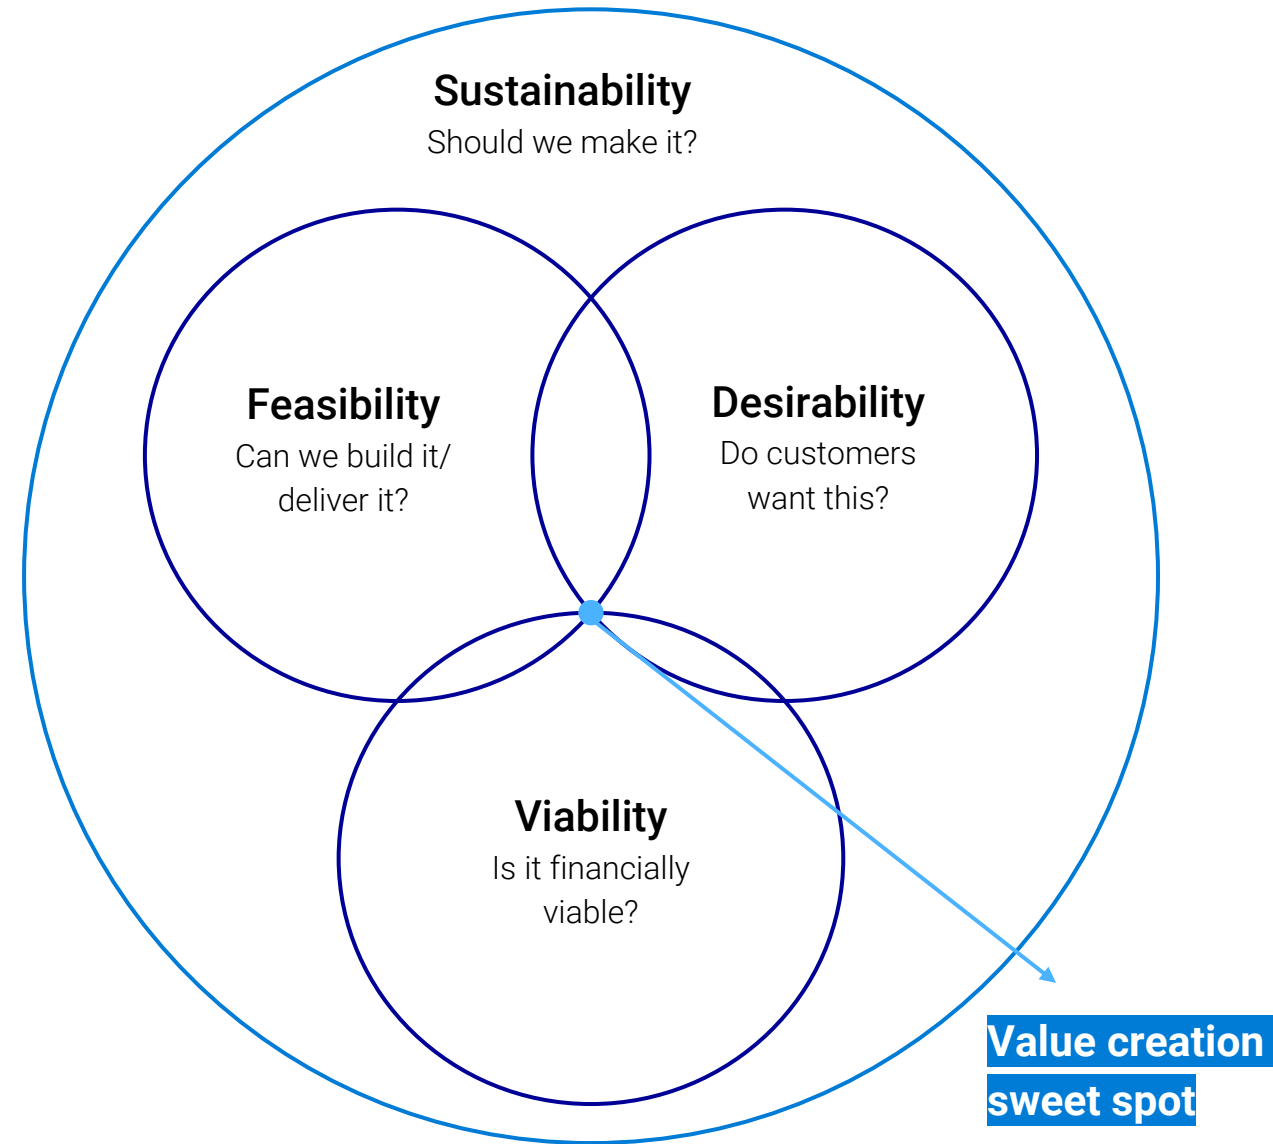 Sustainability
Should we make it?
Feasibility
Can we build it/
deliver it?
Desirability
Do customers
want this?
Viability
Is it financially
viable?
Value creation
sweet spot